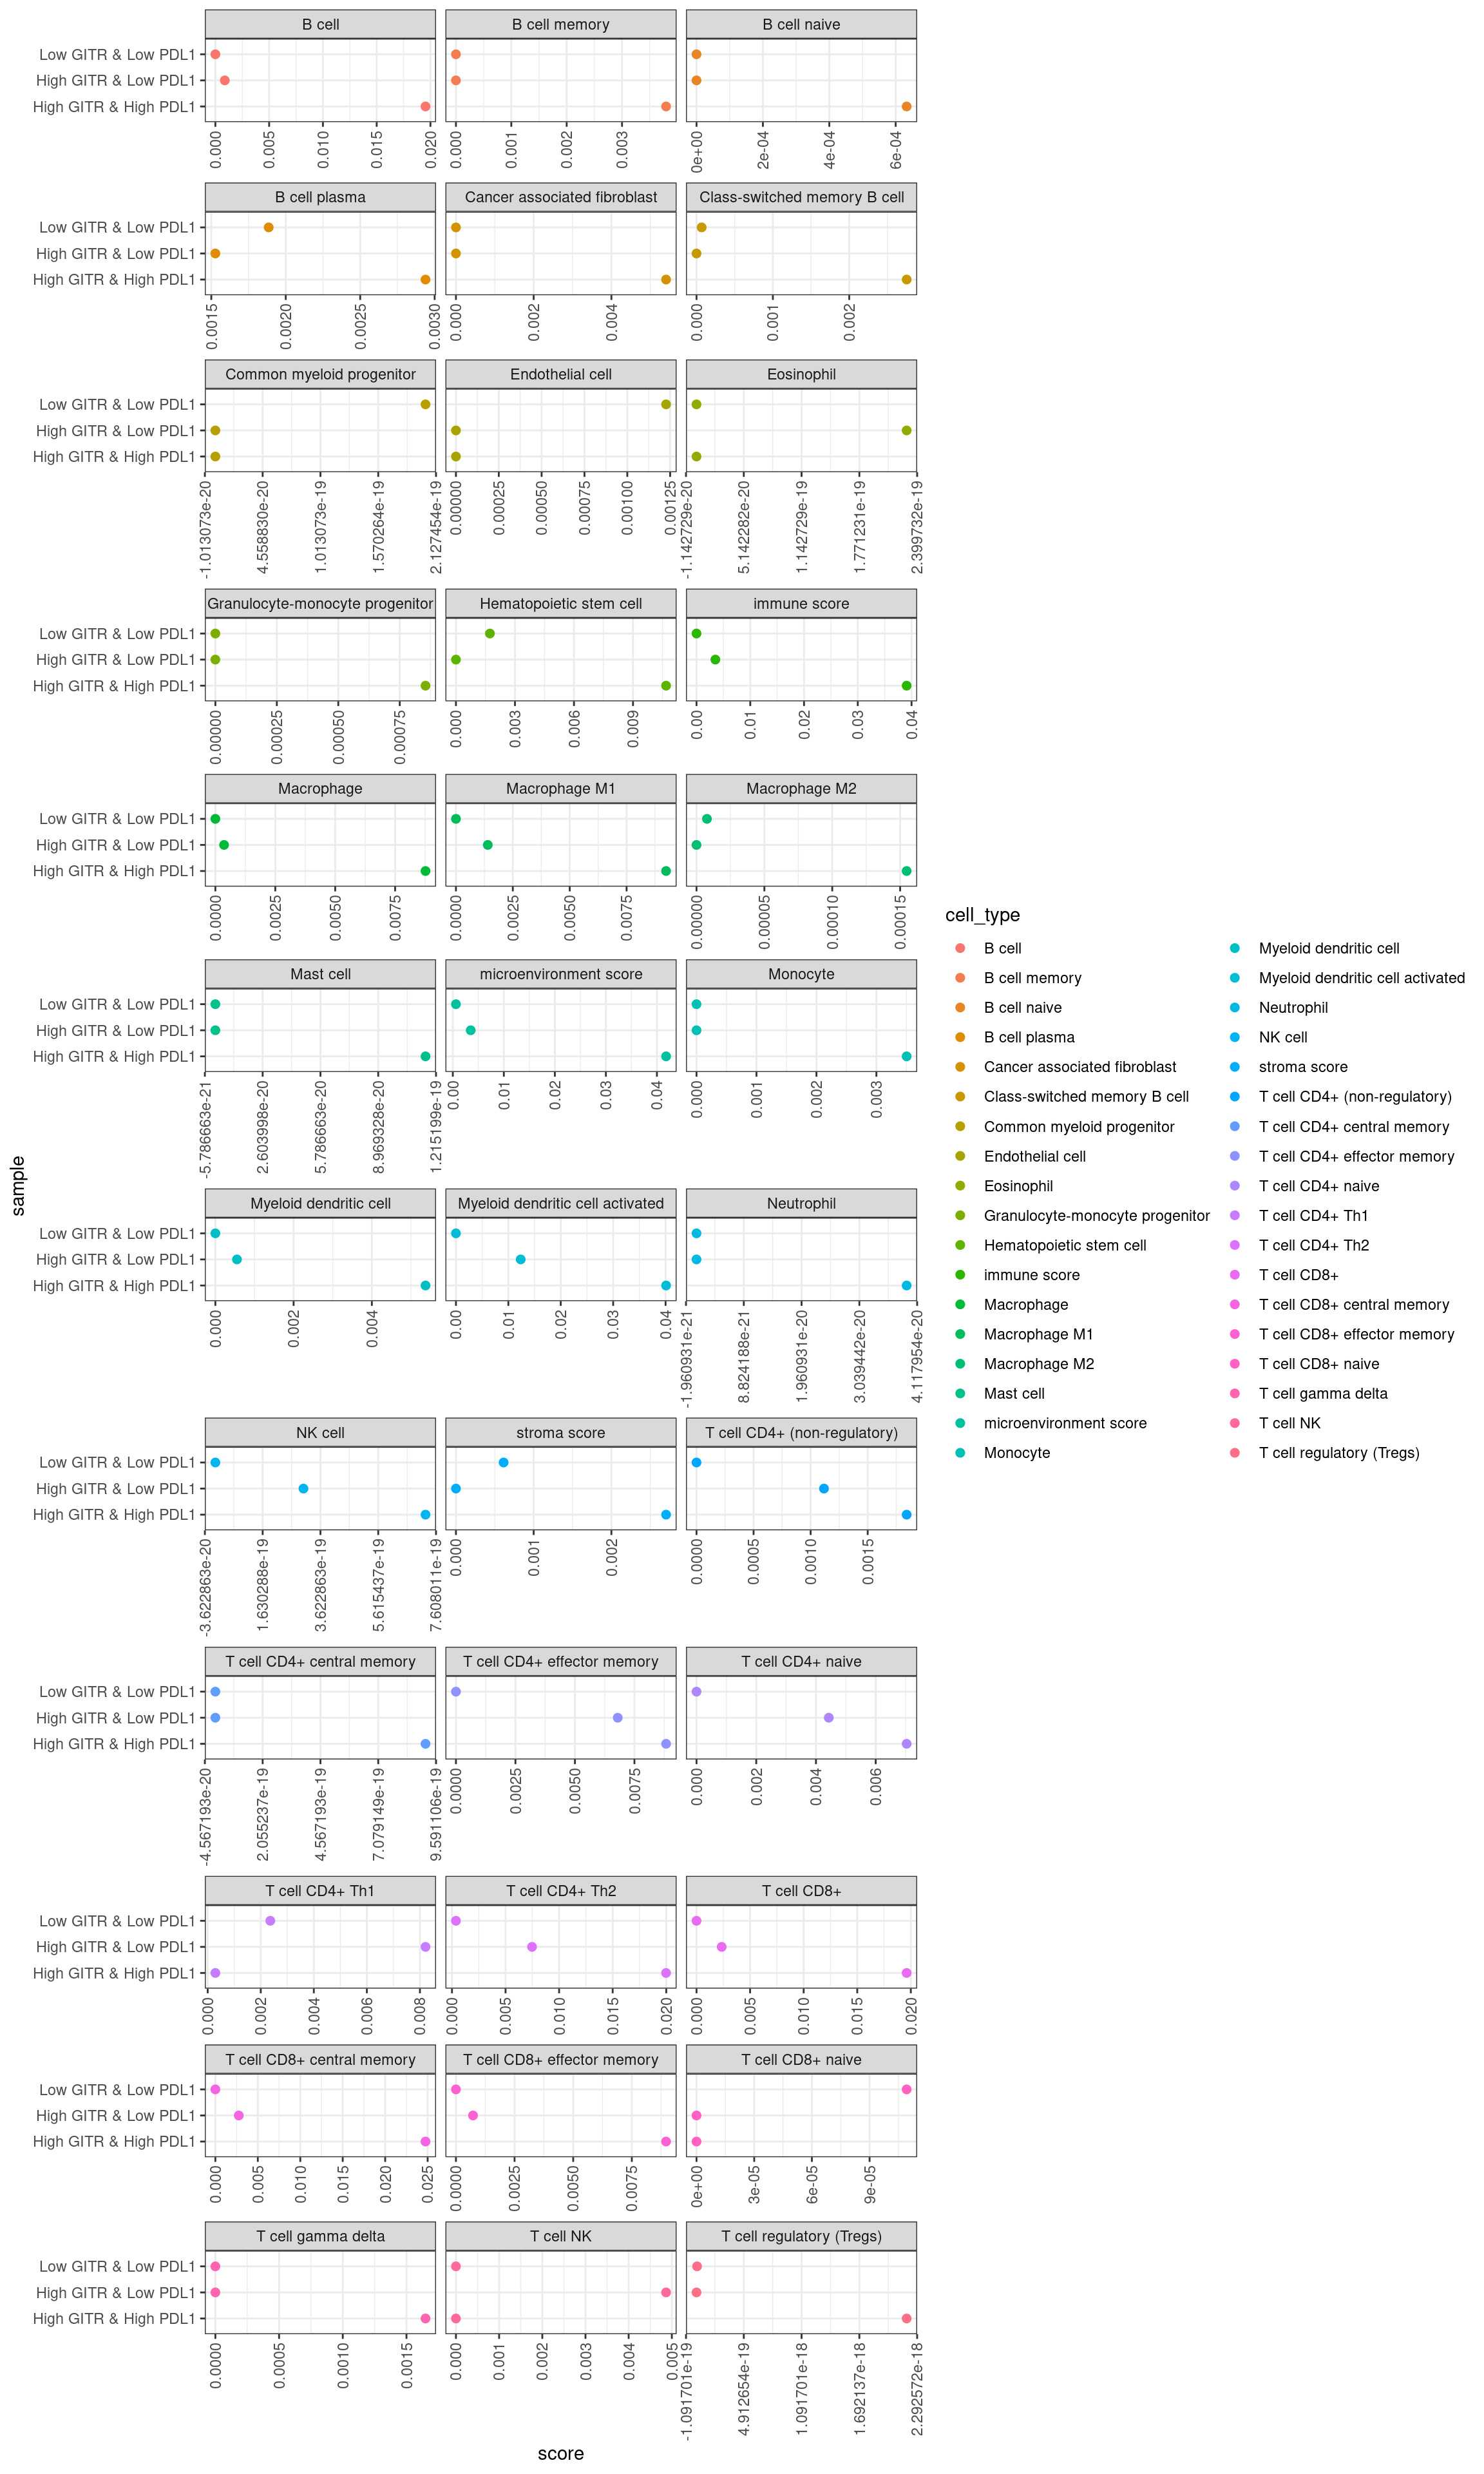 B cell B cell memory B cell naive
Low GITR & Low PDL1
High GITR & Low PDL1
High GITR & High PDL1
0.000 0.005 0.010 0.015 0.020 0.000 0.001 0.002 0.003 0e+00 2e-04 4e-04 6e-04
B cell plasma Cancer associated fibroblast Class-switched memory B cell
Low GITR & Low PDL1
High GITR & Low PDL1
High GITR & High PDL1
0.0015 0.0020 0.0025 0.0030 0.000 0.002 0.004 0.000 0.001 0.002
Common myeloid progenitor Endothelial cell Eosinophil
Low GITR & Low PDL1
High GITR & Low PDL1
High GITR & High PDL1
-1.013073e-20 4.558830e-20 1.013073e-19 1.570264e-19 2.127454e-19 0.00000 0.00025 0.00050 0.00075 0.00100 0.00125 -1.142729e-20 5.142282e-20 1.142729e-19 1.771231e-19 2.399732e-19
Granulocyte-monocyte progenitor Hematopoietic stem cell immune score
Low GITR & Low PDL1
High GITR & Low PDL1
High GITR & High PDL1
0.00000 0.00025 0.00050 0.00075 0.000 0.003 0.006 0.009 0.00 0.01 0.02 0.03 0.04
Macrophage Macrophage M1 Macrophage M2
Low GITR & Low PDL1
High GITR & Low PDL1
High GITR & High PDL1
0.0000 0.0025 0.0050 0.0075 0.0000 0.0025 0.0050 0.0075 0.00000 0.00005 0.00010 0.00015
Mast cell microenvironment score Monocyte
Low GITR & Low PDL1
High GITR & Low PDL1
High GITR & High PDL1
-5.786663e-21 2.603998e-20 5.786663e-20 8.969328e-20 1.215199e-19 0.00 0.01 0.02 0.03 0.04 0.000 0.001 0.002 0.003
Myeloid dendritic cell Myeloid dendritic cell activated Neutrophil
Low GITR & Low PDL1
High GITR & Low PDL1
High GITR & High PDL1
0.000 0.002 0.004 0.00 0.01 0.02 0.03 0.04 -1.960931e-21 8.824188e-21 1.960931e-20 3.039442e-20 4.117954e-20
NK cell stroma score T cell CD4+ (non-regulatory)
Low GITR & Low PDL1
High GITR & Low PDL1
High GITR & High PDL1
-3.622863e-20 1.630288e-19 3.622863e-19 5.615437e-19 7.608011e-19 0.000 0.001 0.002 0.0000 0.0005 0.0010 0.0015
T cell CD4+ central memory T cell CD4+ effector memory T cell CD4+ naive
Low GITR & Low PDL1
High GITR & Low PDL1
High GITR & High PDL1
-4.567193e-20 2.055237e-19 4.567193e-19 7.079149e-19 9.591106e-19 0.0000 0.0025 0.0050 0.0075 0.000 0.002 0.004 0.006
T cell CD4+ Th1 T cell CD4+ Th2 T cell CD8+
Low GITR & Low PDL1
High GITR & Low PDL1
High GITR & High PDL1
0.000 0.002 0.004 0.006 0.008 0.000 0.005 0.010 0.015 0.020 0.000 0.005 0.010 0.015 0.020
T cell CD8+ central memory T cell CD8+ effector memory T cell CD8+ naive
Low GITR & Low PDL1
High GITR & Low PDL1
High GITR & High PDL1
0.000 0.005 0.010 0.015 0.020 0.025 0.0000 0.0025 0.0050 0.0075 0e+00 3e-05 6e-05 9e-05
T cell gamma delta T cell NK T cell regulatory (Tregs)
Low GITR & Low PDL1
High GITR & Low PDL1
High GITR & High PDL1
0.0000 0.0005 0.0010 0.0015 0.000 0.001 0.002 0.003 0.004 0.005 -1.091701e-19 4.912654e-19 1.091701e-18 1.692137e-18 2.292572e-18
score
sample
cell_type
B cell
B cell memory
B cell naive
B cell plasma
Cancer associated fibroblast
Class-switched memory B cell
Common myeloid progenitor
Endothelial cell
Eosinophil
Granulocyte-monocyte progenitor
Hematopoietic stem cell
immune score
Macrophage
Macrophage M1
Macrophage M2
Mast cell
microenvironment score
Monocyte
Myeloid dendritic cell
Myeloid dendritic cell activated
Neutrophil
NK cell
stroma score
T cell CD4+ (non-regulatory)
T cell CD4+ central memory
T cell CD4+ effector memory
T cell CD4+ naive
T cell CD4+ Th1
T cell CD4+ Th2
T cell CD8+
T cell CD8+ central memory
T cell CD8+ effector memory
T cell CD8+ naive
T cell gamma delta
T cell NK
T cell regulatory (Tregs)